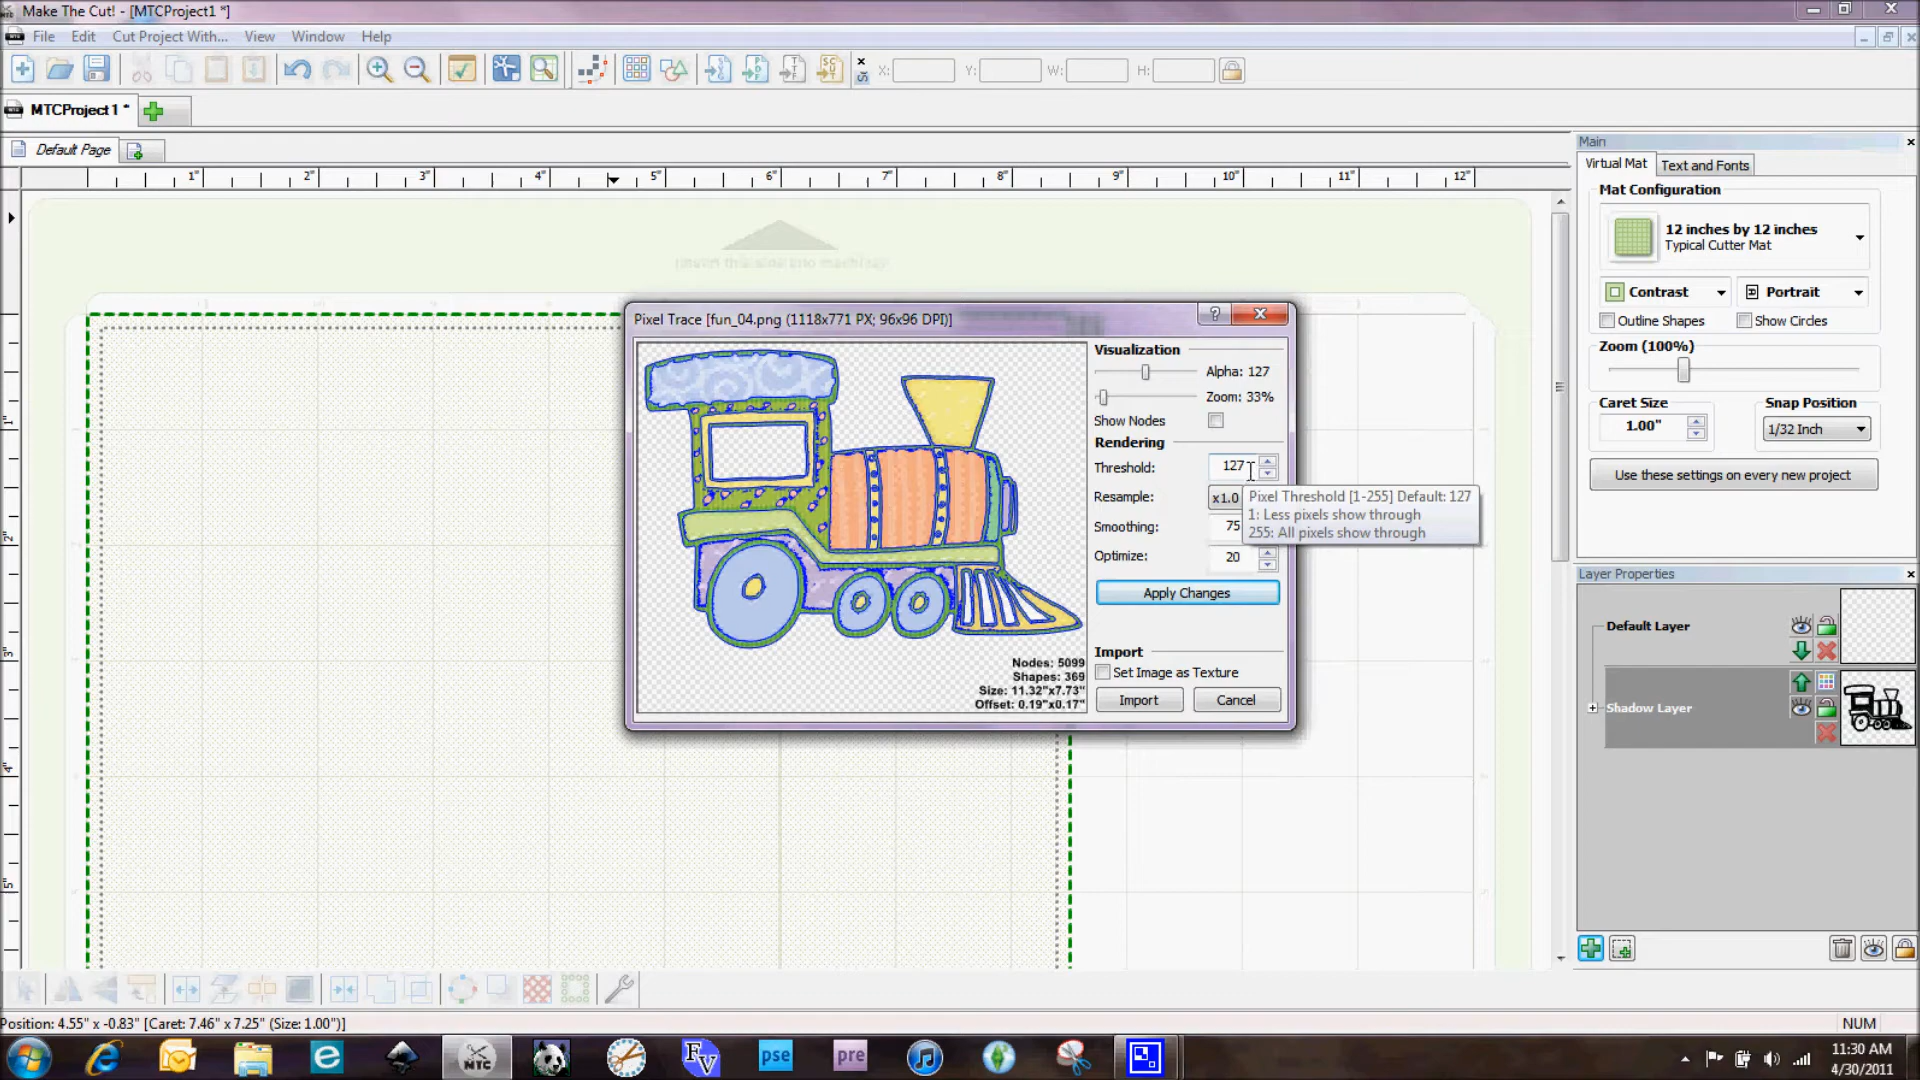 Make The Cut! - [MTCProject1 *]
File Edit Cut Project With... View Window Help
X: Y: W: H:
MTCProject1 *
Default Page
1" 2" 3" 4" 5" 6" 7" 8" 9" 10" 11" 12"
1"
2"
3"
4"
5"
Pixel Trace [fun_04.png (1118x771 PX; 96x96 DPI)]
Visualization
Alpha: 127
Zoom: 33%
Show Nodes
Rendering
Threshold: 127
Resample: x1.0
Smoothing: 75
Optimize: 20
Pixel Threshold [1-255] Default: 127
1: Less pixels show through
255: All pixels show through
Apply Changes
Import
Set Image as Texture
Import Cancel
Nodes: 5099
Shapes: 369
Size: 11.32"x7.73"
Offset: 0.19"x0.17"
Main
Virtual Mat Text and Fonts
Mat Configuration
12 inches by 12 inches
Typical Cutter Mat
Contrast Portrait
Outline Shapes Show Circles
Zoom (100%)
Caret Size Snap Position
1.00" 1/32 Inch
Use these settings on every new project
Layer Properties
Default Layer
Shadow Layer
Position: 4.55" x -0.83" [Caret: 7.46" x 7.25" (Size: 1.00")]
NUM
MTC FV pse pre
11:30 AM
4/30/2011